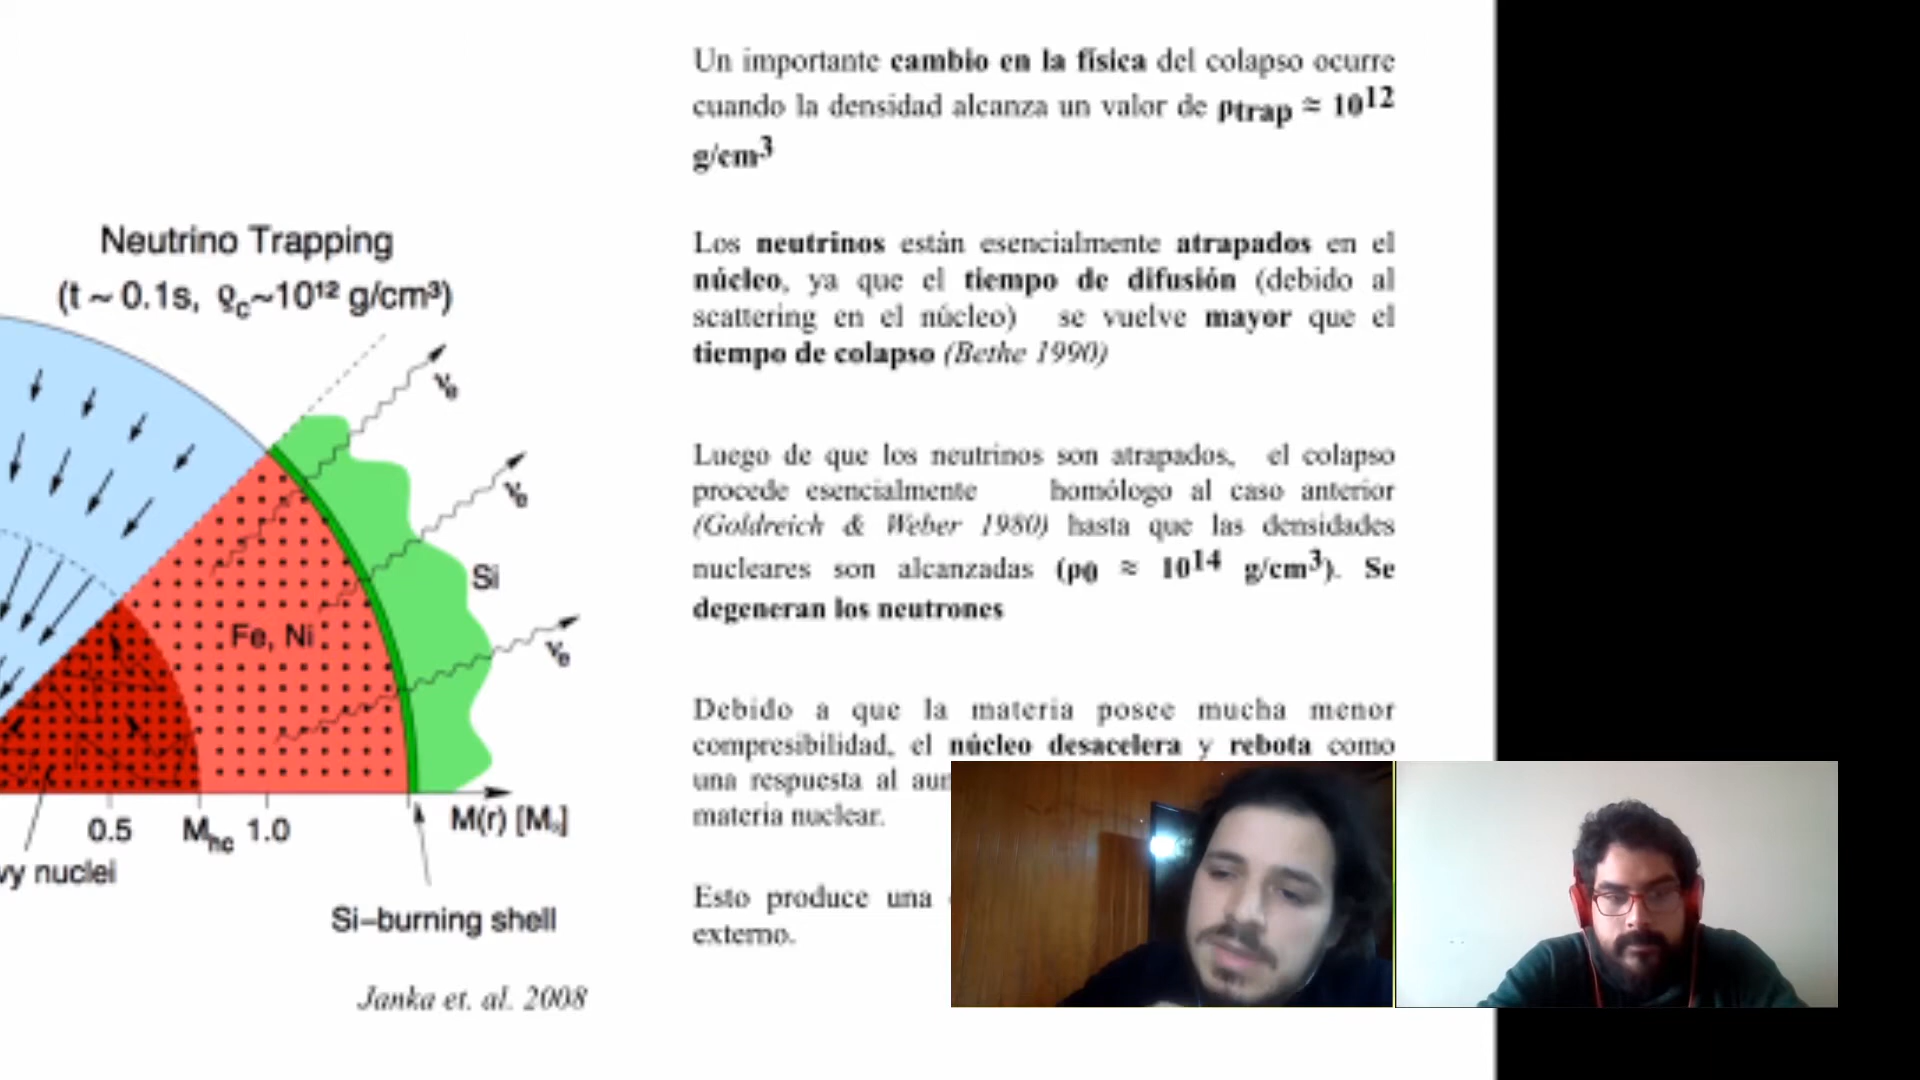 Neutrino Trapping
(t ~ 0.1s, ϱc~10¹² g/cm³)
νe
νe
Si
Fe, Ni
νe
0.5
Mhc
1.0
M(r) [M☉]
vy nuclei
Si–burning shell
Janka et. al. 2008
Un importante cambio en la física del colapso ocurre
cuando la densidad alcanza un valor de ρtrap ≈ 10¹²
g/cm³
Los neutrinos están esencialmente atrapados en el
núcleo, ya que el tiempo de difusión (debido al
scattering en el núcleo) se vuelve mayor que el
tiempo de colapso (Bethe 1990)
Luego de que los neutrinos son atrapados, el colapso
procede esencialmente homólogo al caso anterior
(Goldreich & Weber 1980) hasta que las densidades
nucleares son alcanzadas (ρ0 ≈ 10¹⁴ g/cm³). Se
degeneran los neutrones
Debido a que la materia posee mucha menor
compresibilidad, el núcleo desacelera y rebota como
una respuesta al
materia nuclear.
Esto produce una
externo.